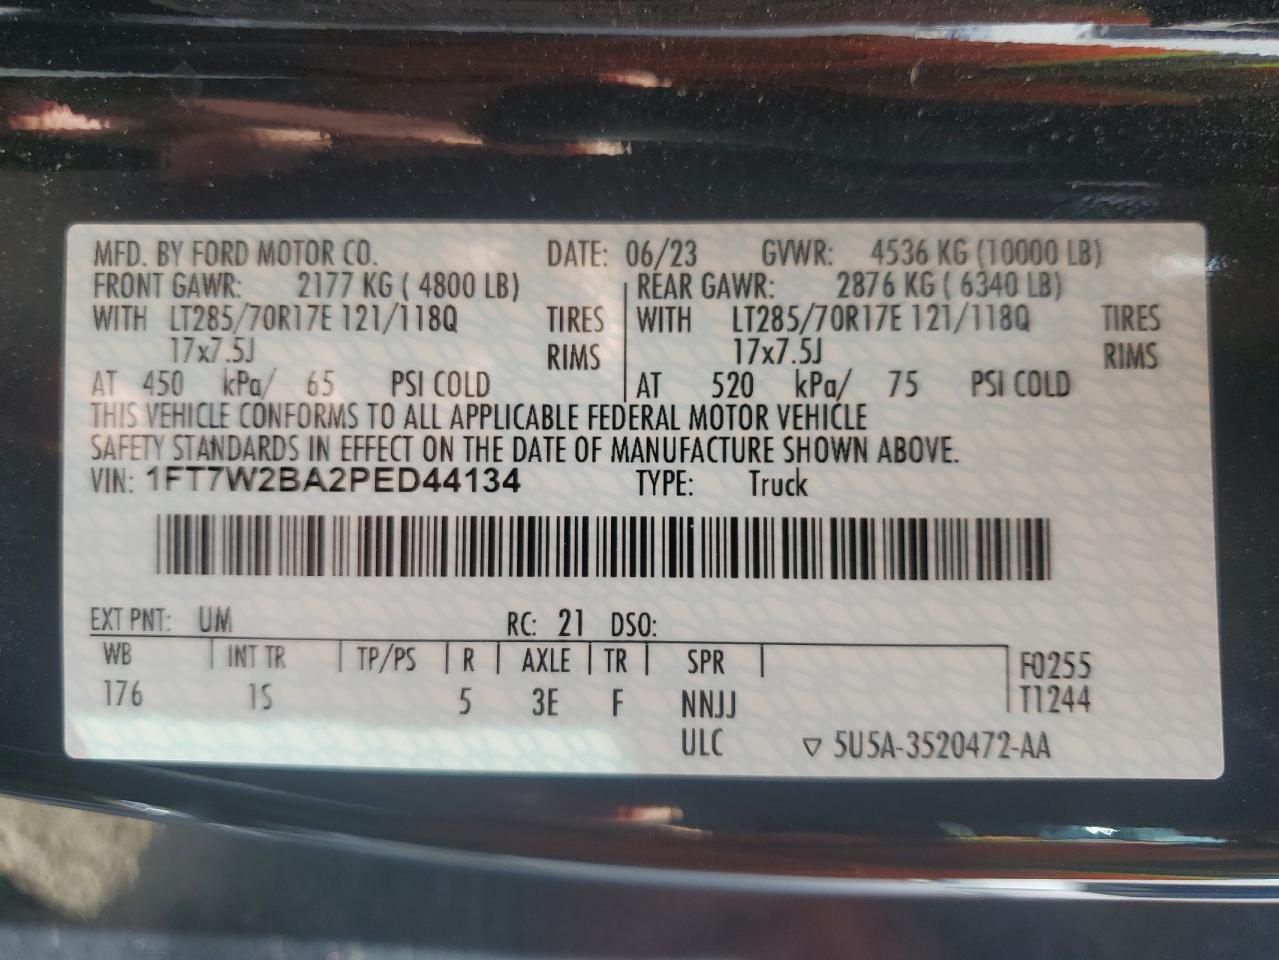 MFD. BY FORD MOTOR CO. DATE: 06/23 GVWR: 4536 KG (10000 LB)
FRONT GAWR: 2177 KG ( 4800 LB) REAR GAWR: 2876 KG ( 6340 LB)
WITH LT285/70R17E 121/118Q TIRES WITH LT285/70R17E 121/118Q TIRES
17x7.5J RIMS 17x7.5J RIMS
AT 450 kPa/ 65 PSI COLD AT 520 kPa/ 75 PSI COLD
THIS VEHICLE CONFORMS TO ALL APPLICABLE FEDERAL MOTOR VEHICLE
SAFETY STANDARDS IN EFFECT ON THE DATE OF MANUFACTURE SHOWN ABOVE.
VIN: 1FT7W2BA2PED44134 TYPE: Truck
EXT PNT: UM RC: 21 DSO:
WB INT TR TP/PS R AXLE TR SPR F0255
176 1S 5 3E F NNJJ T1244
ULC ▽ 5U5A-3520472-AA